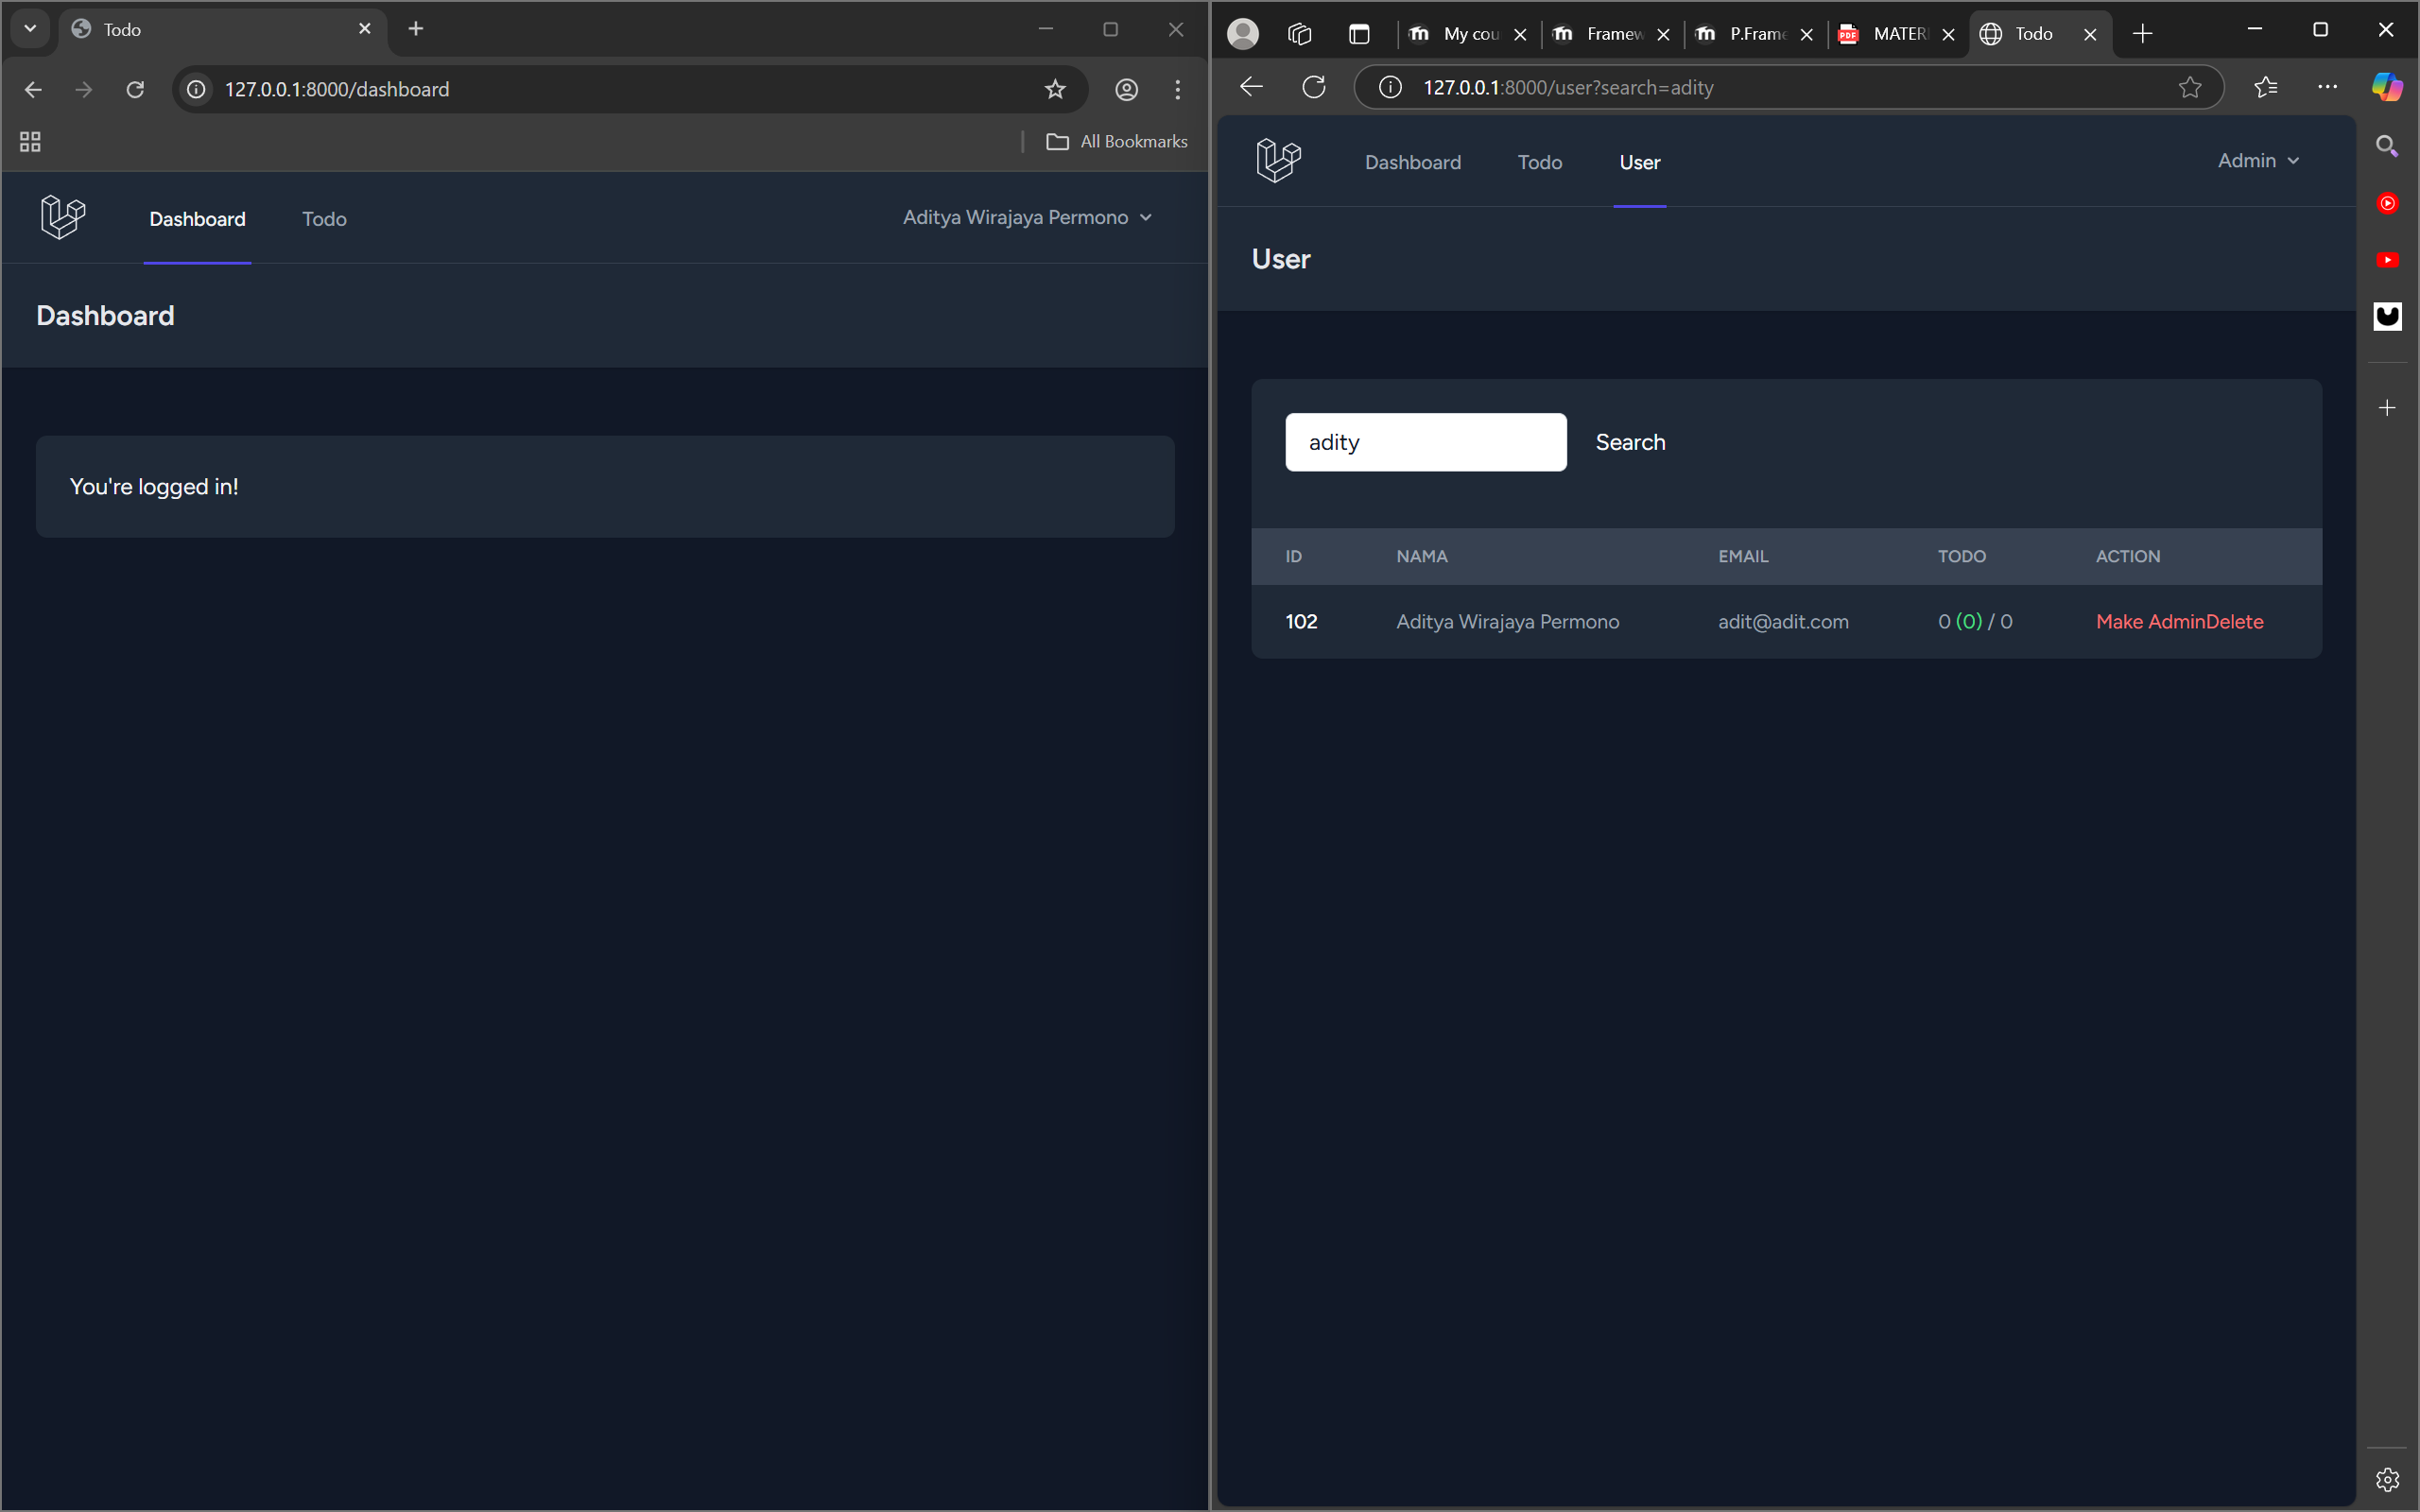 Todo
127.0.0.1:8000/dashboard
All Bookmarks
Dashboard
Todo
Aditya Wirajaya Permono
Dashboard
You're logged in!
My cou
Framew
P.Frame
PDF
MATERI
Todo
127.0.0.1:8000/user?search=adity
Dashboard
Todo
User
Admin
User
adity
Search
ID NAMA EMAIL TODO ACTION
102 Aditya Wirajaya Permono adit@adit.com 0 (0) / 0 Make AdminDelete